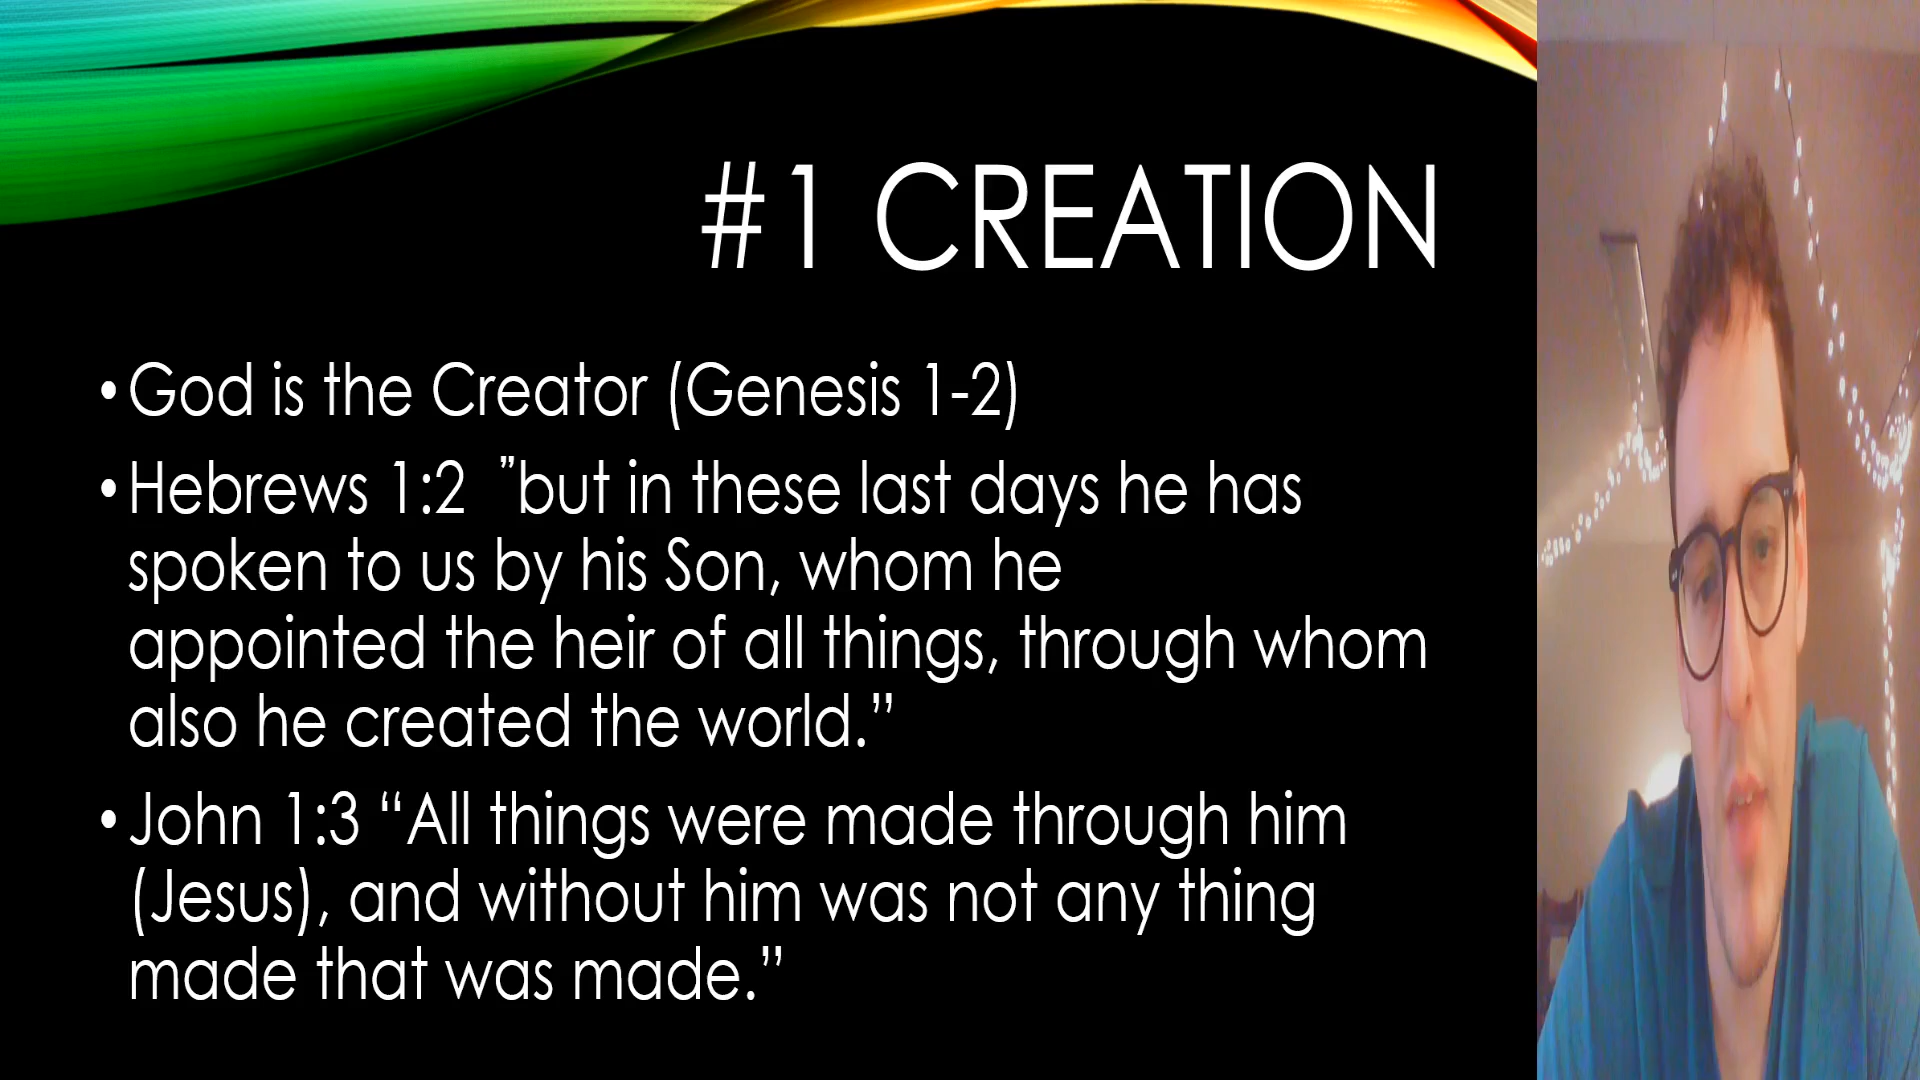 #1 CREATION
• God is the Creator (Genesis 1-2)
• Hebrews 1:2 ”but in these last days he has
spoken to us by his Son, whom he
appointed the heir of all things, through whom
also he created the world.”
• John 1:3 “All things were made through him
(Jesus), and without him was not any thing
made that was made.”